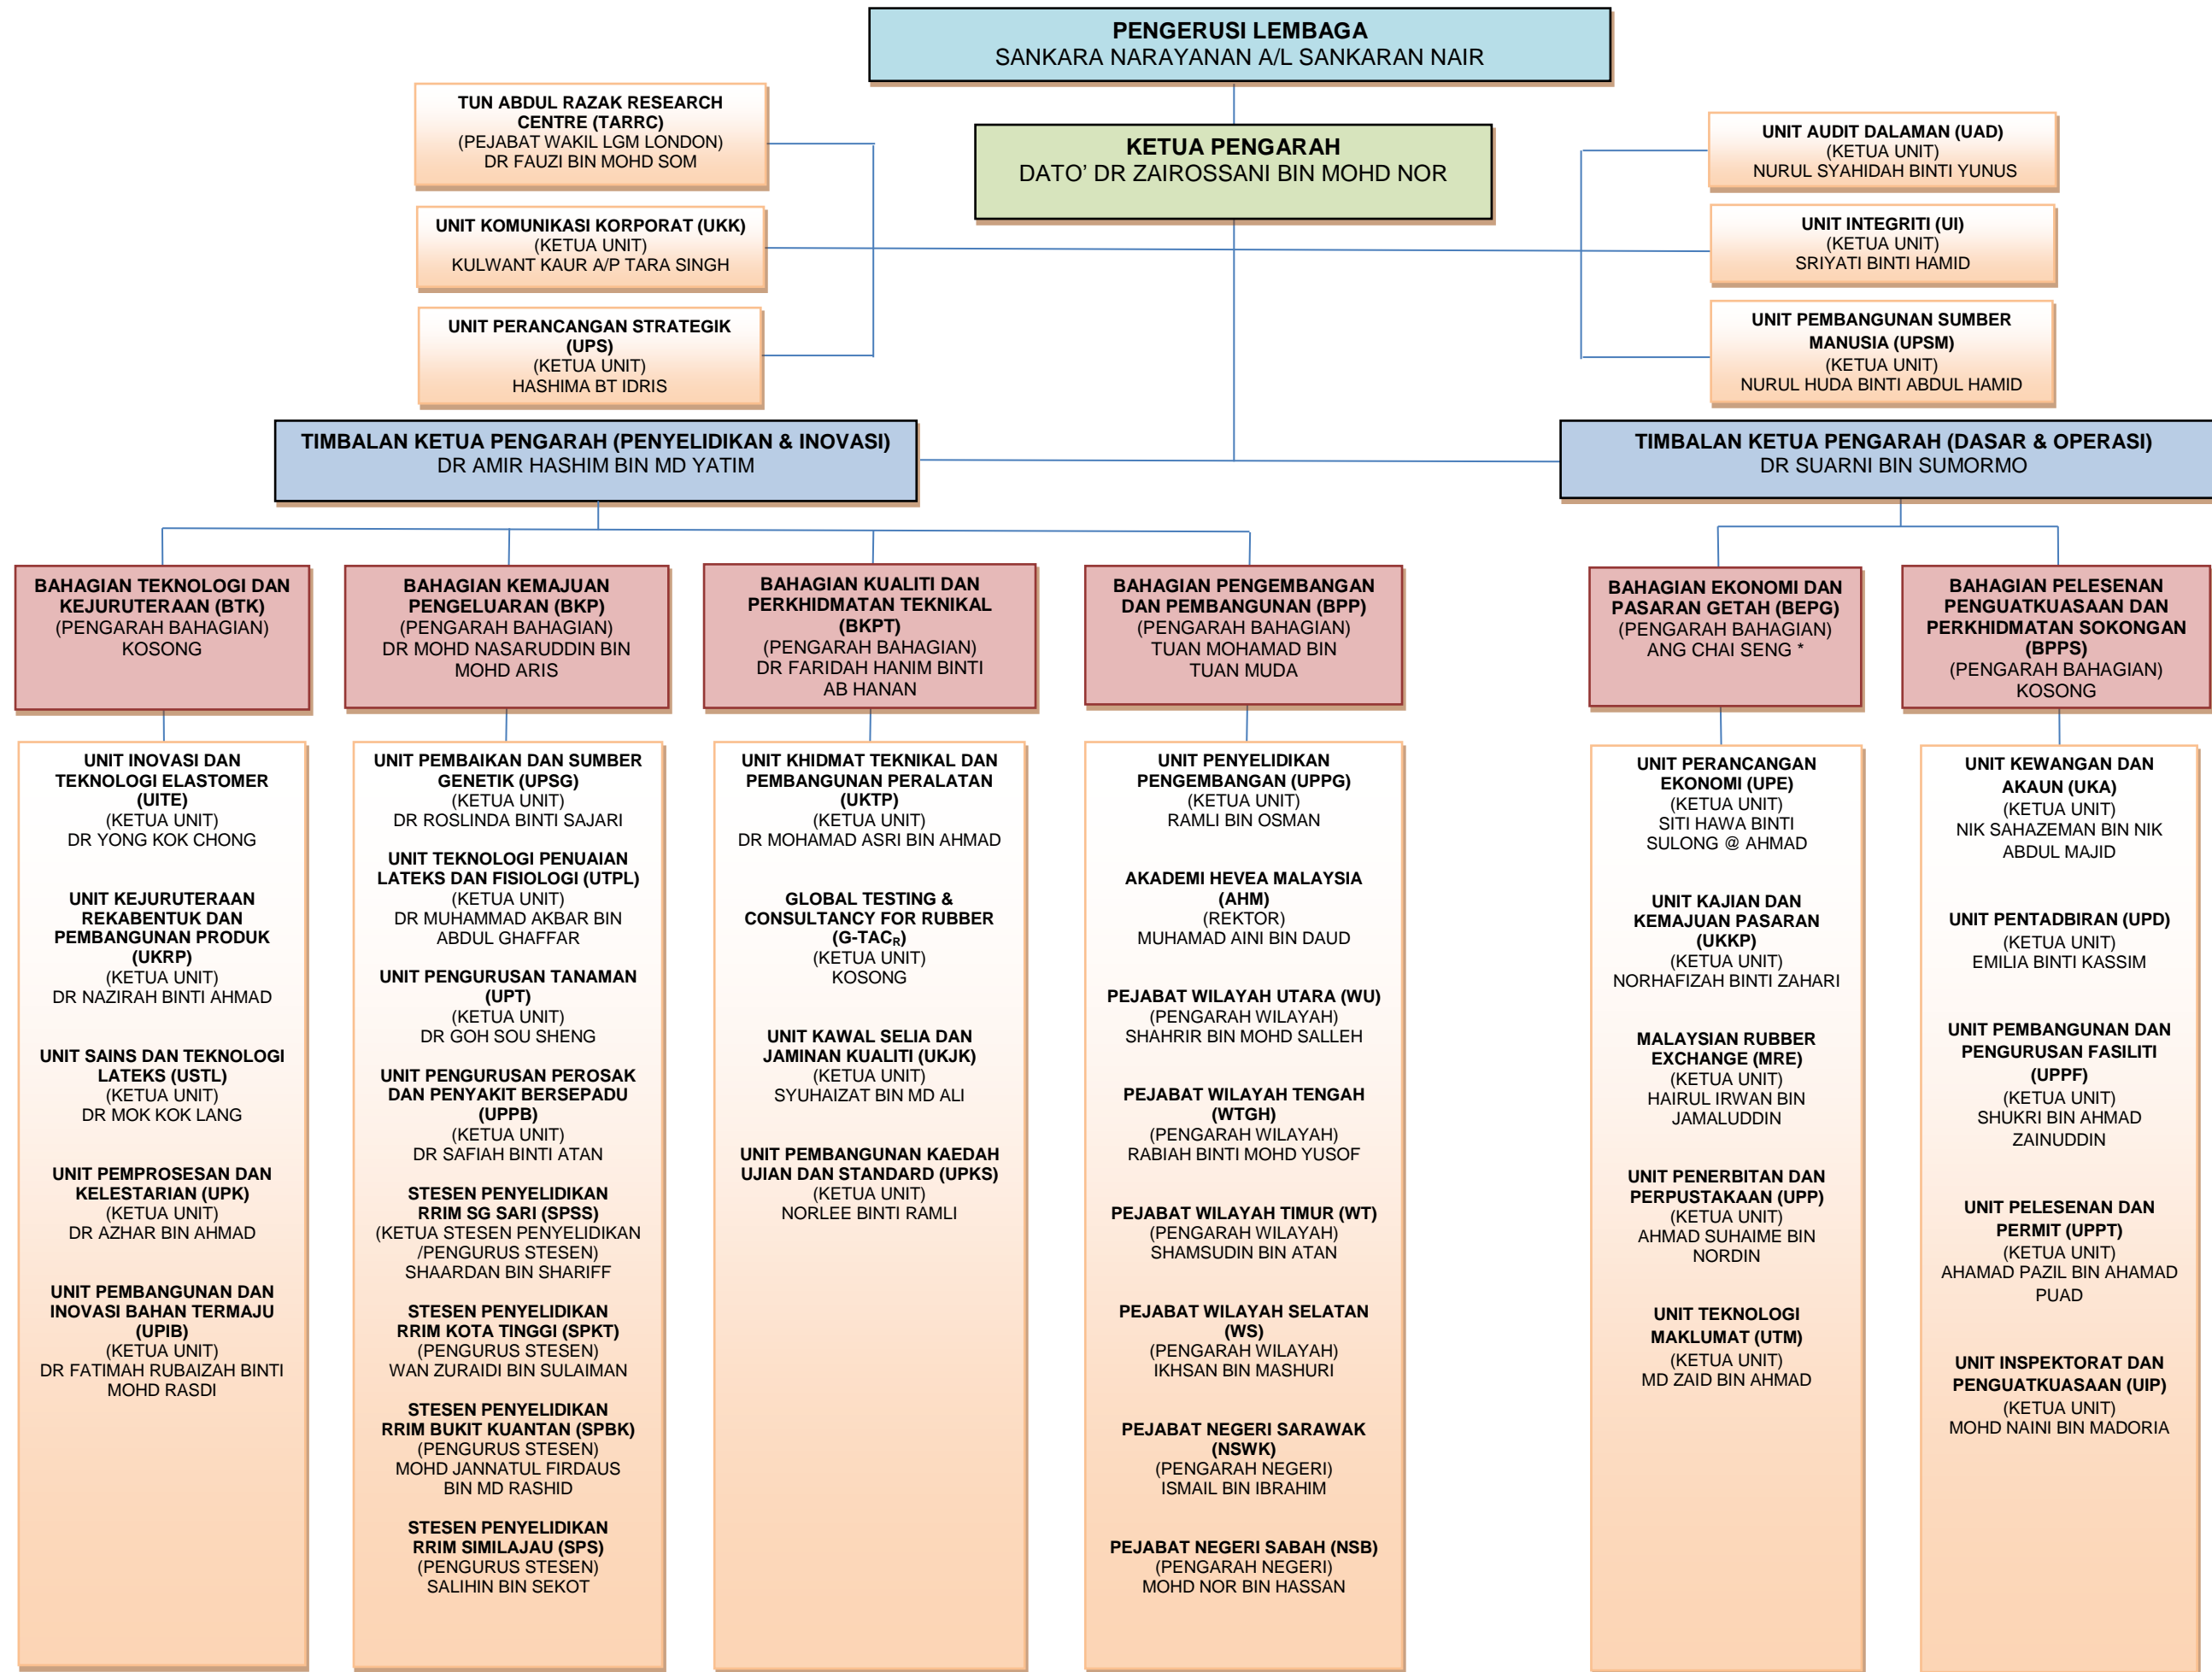 PENGERUSI LEMBAGA
SANKARA NARAYANAN A/L SANKARAN NAIR
KETUA PENGARAH
DATO' DR ZAIROSSANI BIN MOHD NOR
TUN ABDUL RAZAK RESEARCH
CENTRE (TARRC)
(PEJABAT WAKIL LGM LONDON)
DR FAUZI BIN MOHD SOM
UNIT KOMUNIKASI KORPORAT (UKK)
(KETUA UNIT)
KULWANT KAUR A/P TARA SINGH
UNIT PERANCANGAN STRATEGIK
(UPS)
(KETUA UNIT)
HASHIMA BT IDRIS
UNIT AUDIT DALAMAN (UAD)
(KETUA UNIT)
NURUL SYAHIDAH BINTI YUNUS
UNIT INTEGRITI (UI)
(KETUA UNIT)
SRIYATI BINTI HAMID
UNIT PEMBANGUNAN SUMBER
MANUSIA (UPSM)
(KETUA UNIT)
NURUL HUDA BINTI ABDUL HAMID
TIMBALAN KETUA PENGARAH (PENYELIDIKAN & INOVASI)
DR AMIR HASHIM BIN MD YATIM
TIMBALAN KETUA PENGARAH (DASAR & OPERASI)
DR SUARNI BIN SUMORMO
BAHAGIAN TEKNOLOGI DAN
KEJURUTERAAN (BTK)
(PENGARAH BAHAGIAN)
KOSONG
BAHAGIAN KEMAJUAN
PENGELUARAN (BKP)
(PENGARAH BAHAGIAN)
DR MOHD NASARUDDIN BIN
MOHD ARIS
BAHAGIAN KUALITI DAN
PERKHIDMATAN TEKNIKAL
(BKPT)
(PENGARAH BAHAGIAN)
DR FARIDAH HANIM BINTI
AB HANAN
BAHAGIAN PENGEMBANGAN
DAN PEMBANGUNAN (BPP)
(PENGARAH BAHAGIAN)
TUAN MOHAMAD BIN
TUAN MUDA
BAHAGIAN EKONOMI DAN
PASARAN GETAH (BEPG)
(PENGARAH BAHAGIAN)
ANG CHAI SENG *
BAHAGIAN PELESENAN
PENGUATKUASAAN DAN
PERKHIDMATAN SOKONGAN
(BPPS)
(PENGARAH BAHAGIAN)
KOSONG
UNIT INOVASI DAN
TEKNOLOGI ELASTOMER
(UITE)
(KETUA UNIT)
DR YONG KOK CHONG
UNIT KEJURUTERAAN
REKABENTUK DAN
PEMBANGUNAN PRODUK
(UKRP)
(KETUA UNIT)
DR NAZIRAH BINTI AHMAD
UNIT SAINS DAN TEKNOLOGI
LATEKS (USTL)
(KETUA UNIT)
DR MOK KOK LANG
UNIT PEMPROSESAN DAN
KELESTARIAN (UPK)
(KETUA UNIT)
DR AZHAR BIN AHMAD
UNIT PEMBANGUNAN DAN
INOVASI BAHAN TERMAJU
(UPIB)
(KETUA UNIT)
DR FATIMAH RUBAIZAH BINTI
MOHD RASDI
UNIT PEMBAIKAN DAN SUMBER
GENETIK (UPSG)
(KETUA UNIT)
DR ROSLINDA BINTI SAJARI
UNIT TEKNOLOGI PENUAIAN
LATEKS DAN FISIOLOGI (UTPL)
(KETUA UNIT)
DR MUHAMMAD AKBAR BIN
ABDUL GHAFFAR
UNIT PENGURUSAN TANAMAN
(UPT)
(KETUA UNIT)
DR GOH SOU SHENG
UNIT PENGURUSAN PEROSAK
DAN PENYAKIT BERSEPADU
(UPPB)
(KETUA UNIT)
DR SAFIAH BINTI ATAN
STESEN PENYELIDIKAN
RRIM SG SARI (SPSS)
(KETUA STESEN PENYELIDIKAN
/PENGURUS STESEN)
SHAARDAN BIN SHARIFF
STESEN PENYELIDIKAN
RRIM KOTA TINGGI (SPKT)
(PENGURUS STESEN)
WAN ZURAIDI BIN SULAIMAN
STESEN PENYELIDIKAN
RRIM BUKIT KUANTAN (SPBK)
(PENGURUS STESEN)
MOHD JANNATUL FIRDAUS
BIN MD RASHID
STESEN PENYELIDIKAN
RRIM SIMILAJAU (SPS)
(PENGURUS STESEN)
SALIHIN BIN SEKOT
UNIT KHIDMAT TEKNIKAL DAN
PEMBANGUNAN PERALATAN
(UKTP)
(KETUA UNIT)
DR MOHAMAD ASRI BIN AHMAD
GLOBAL TESTING &
CONSULTANCY FOR RUBBER
(G-TACR)
(KETUA UNIT)
KOSONG
UNIT KAWAL SELIA DAN
JAMINAN KUALITI (UKJK)
(KETUA UNIT)
SYUHAIZAT BIN MD ALI
UNIT PEMBANGUNAN KAEDAH
UJIAN DAN STANDARD (UPKS)
(KETUA UNIT)
NORLEE BINTI RAMLI
UNIT PENYELIDIKAN
PENGEMBANGAN (UPPG)
(KETUA UNIT)
RAMLI BIN OSMAN
AKADEMI HEVEA MALAYSIA
(AHM)
(REKTOR)
MUHAMAD AINI BIN DAUD
PEJABAT WILAYAH UTARA (WU)
(PENGARAH WILAYAH)
SHAHRIR BIN MOHD SALLEH
PEJABAT WILAYAH TENGAH
(WTGH)
(PENGARAH WILAYAH)
RABIAH BINTI MOHD YUSOF
PEJABAT WILAYAH TIMUR (WT)
(PENGARAH WILAYAH)
SHAMSUDIN BIN ATAN
PEJABAT WILAYAH SELATAN
(WS)
(PENGARAH WILAYAH)
IKHSAN BIN MASHURI
PEJABAT NEGERI SARAWAK
(NSWK)
(PENGARAH NEGERI)
ISMAIL BIN IBRAHIM
PEJABAT NEGERI SABAH (NSB)
(PENGARAH NEGERI)
MOHD NOR BIN HASSAN
UNIT PERANCANGAN
EKONOMI (UPE)
(KETUA UNIT)
SITI HAWA BINTI
SULONG @ AHMAD
UNIT KAJIAN DAN
KEMAJUAN PASARAN
(UKKP)
(KETUA UNIT)
NORHAFIZAH BINTI ZAHARI
MALAYSIAN RUBBER
EXCHANGE (MRE)
(KETUA UNIT)
HAIRUL IRWAN BIN
JAMALUDDIN
UNIT PENERBITAN DAN
PERPUSTAKAAN (UPP)
(KETUA UNIT)
AHMAD SUHAIME BIN
NORDIN
UNIT TEKNOLOGI
MAKLUMAT (UTM)
(KETUA UNIT)
MD ZAID BIN AHMAD
UNIT KEWANGAN DAN
AKAUN (UKA)
(KETUA UNIT)
NIK SAHAZEMAN BIN NIK
ABDUL MAJID
UNIT PENTADBIRAN (UPD)
(KETUA UNIT)
EMILIA BINTI KASSIM
UNIT PEMBANGUNAN DAN
PENGURUSAN FASILITI
(UPPF)
(KETUA UNIT)
SHUKRI BIN AHMAD
ZAINUDDIN
UNIT PELESENAN DAN
PERMIT (UPPT)
(KETUA UNIT)
AHAMAD PAZIL BIN AHAMAD
PUAD
UNIT INSPEKTORAT DAN
PENGUATKUASAAN (UIP)
(KETUA UNIT)
MOHD NAINI BIN MADORIA